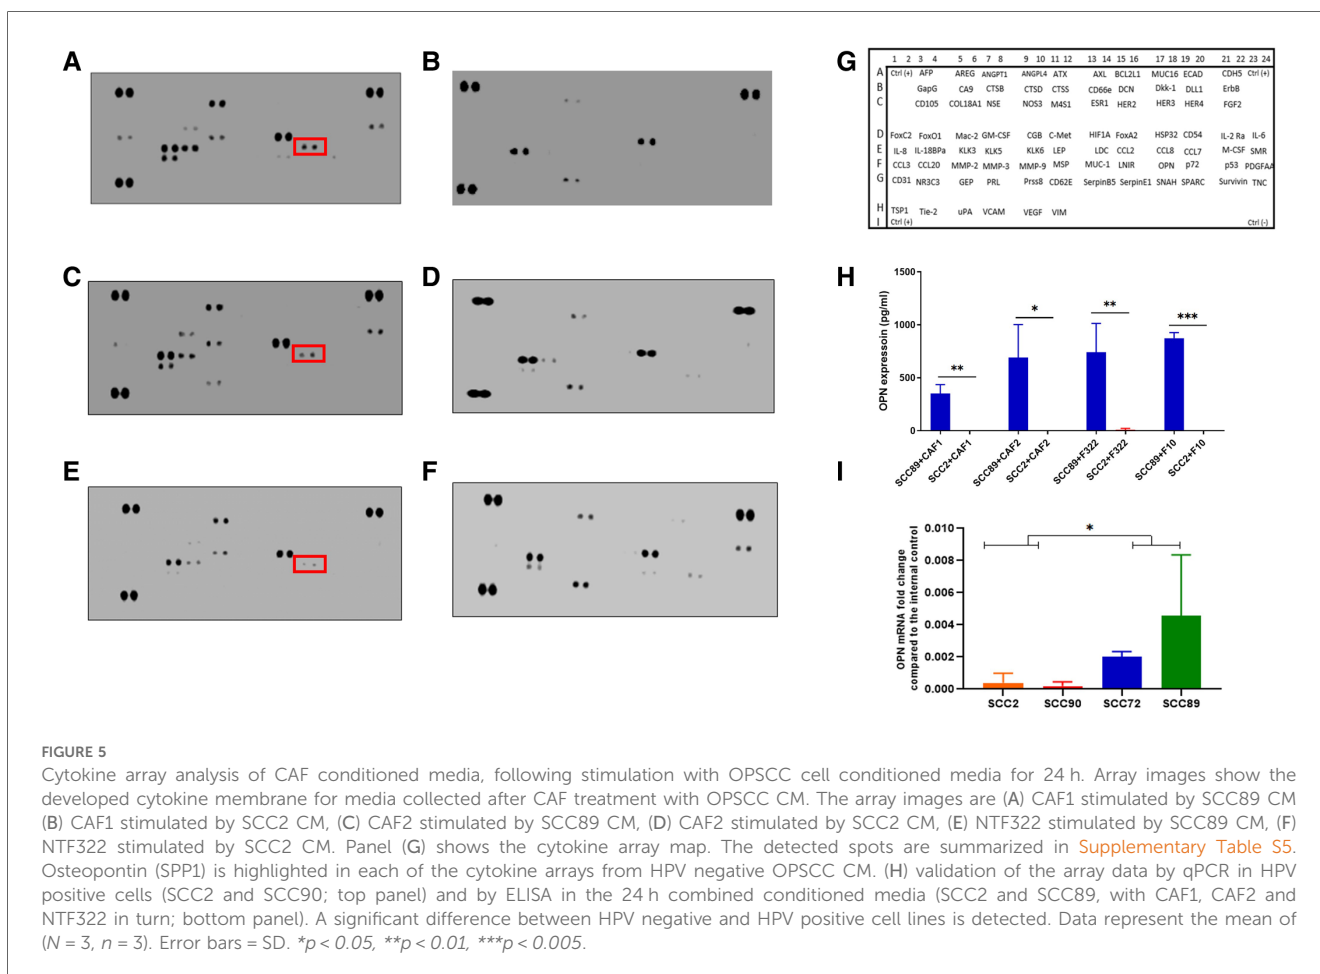 A
B
G
1 2 3 4 5 6 7 8 9 10 11 12 13 14 15 16 17 18 19 20 21 22 23 24
A Ctrl (+) AFP AREG ANGPT1 ANGPL4 ATX AXL BCL2L1 MUC16 ECAD CDH5 Ctrl (+)
B GapG CA9 CTSB CTSD CTSS CD66e DCN Dkk-1 DLL1 ErbB
C CD105 COL18A1 NSE NOS3 M4S1 ESR1 HER2 HER3 HER4 FGF2
D FoxC2 FoxO1 Mac-2 GM-CSF CGB C-Met HIF1A FoxA2 HSP32 CD54 IL-2 Ra IL-6
E IL-8 IL-18BPa KLK3 KLK5 KLK6 LEP LDC CCL2 CCL8 CCL7 M-CSF SMR
F CCL3 CCL20 MMP-2 MMP-3 MMP-9 MSP MUC-1 LNIR OPN p72 p53 PDGFAA
G CD31 NR3C3 GEP PRL Prss8 CD62E SerpinB5 SerpinE1 SNAH SPARC Survivin TNC
H TSP1 Tie-2 uPA VCAM VEGF VIM
I Ctrl (+) Ctrl (-)
C
D
H
OPN expressoin (pg/ml)
1500
1000
500
0
** * ** ***
SCC89+CAF1 SCC2+CAF1 SCC89+CAF2 SCC2+CAF2 SCC89+F322 SCC2+F322 SCC89+F10 SCC2+F10
E
F
I
OPN mRNA fold change
compared to the internal control
0.010
0.008
0.006
0.004
0.002
0.000
*
SCC2 SCC90 SCC72 SCC89
FIGURE 5
Cytokine array analysis of CAF conditioned media, following stimulation with OPSCC cell conditioned media for 24 h. Array images show the
developed cytokine membrane for media collected after CAF treatment with OPSCC CM. The array images are (A) CAF1 stimulated by SCC89 CM
(B) CAF1 stimulated by SCC2 CM, (C) CAF2 stimulated by SCC89 CM, (D) CAF2 stimulated by SCC2 CM, (E) NTF322 stimulated by SCC89 CM, (F)
NTF322 stimulated by SCC2 CM. Panel (G) shows the cytokine array map. The detected spots are summarized in Supplementary Table S5.
Osteopontin (SPP1) is highlighted in each of the cytokine arrays from HPV negative OPSCC CM. (H) validation of the array data by qPCR in HPV
positive cells (SCC2 and SCC90; top panel) and by ELISA in the 24 h combined conditioned media (SCC2 and SCC89, with CAF1, CAF2 and
NTF322 in turn; bottom panel). A significant difference between HPV negative and HPV positive cell lines is detected. Data represent the mean of
(N = 3, n = 3). Error bars = SD. *p < 0.05, **p < 0.01, ***p < 0.005.